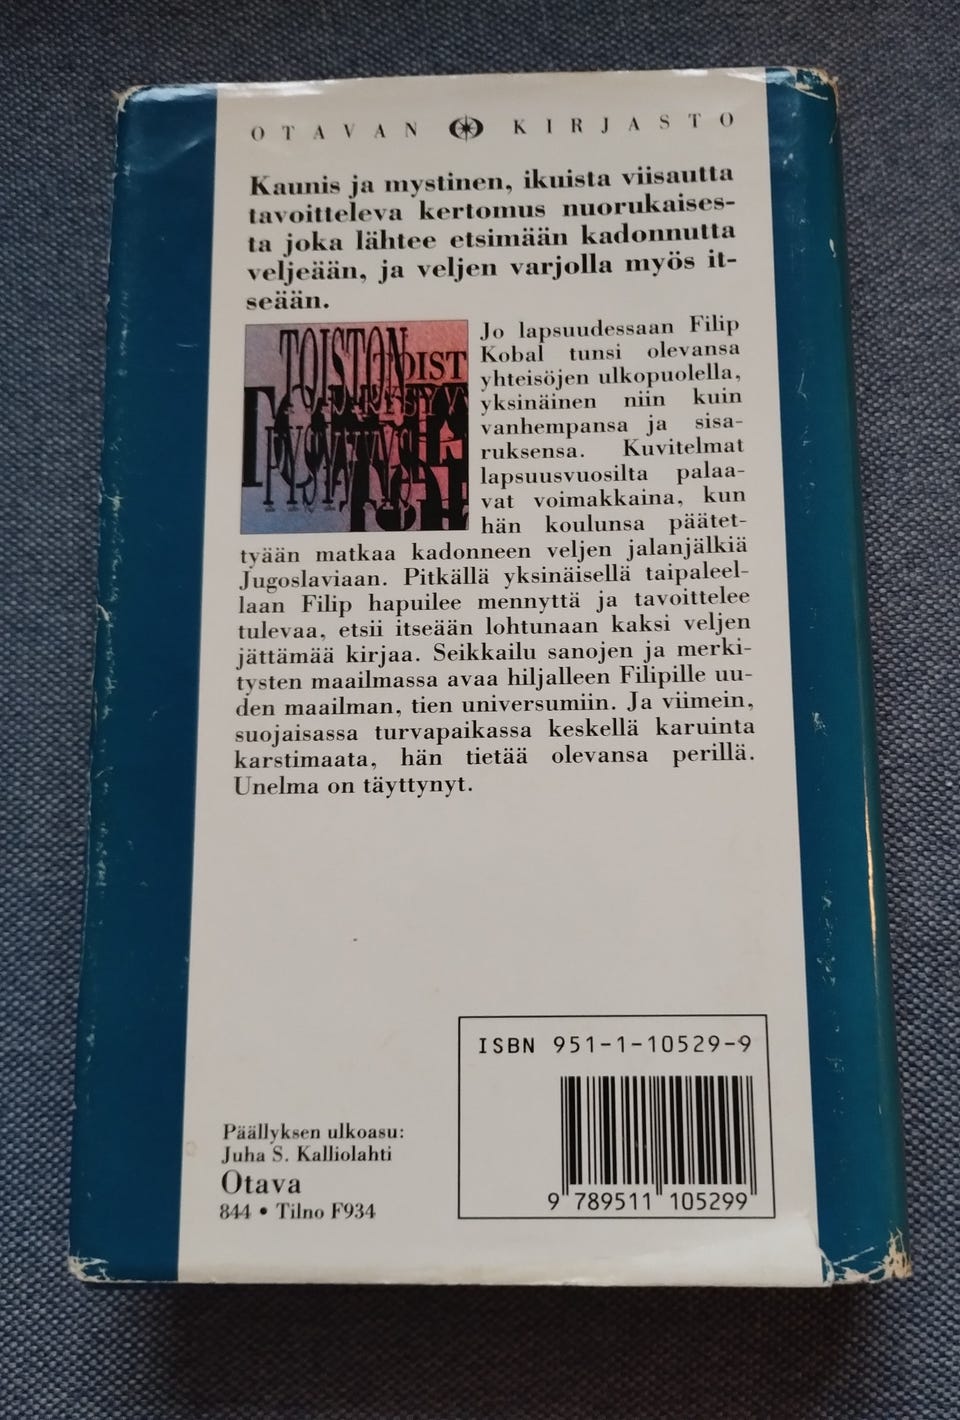 OTAVAN KIRJASTO
Kaunis ja mystinen, ikuista viisautta
tavoitteleva kertomus nuorukaises-
ta joka lähtee etsimään kadonnutta
veljeään, ja veljen varjolla myös it-
seään.
TOISTON
TOIST
Jo lapsuudessaan Filip
Kobal tunsi olevansa
yhteisöjen ulkopuolella,
yksinäinen niin kuin
vanhempansa ja sisa-
ruksensa. Kuvitelmat
lapsuusvuosilta palaa-
vat voimakkaina, kun
hän koulunsa päätet-
tyään matkaa kadonneen veljen jalanjälkiä
Jugoslaviaan. Pitkällä yksinäisellä taipaleel-
laan Filip hapuilee mennyttä ja tavoittelee
tulevaa, etsii itseään lohtunaan kaksi veljen
jättämää kirjaa. Seikkailu sanojen ja merki-
tysten maailmassa avaa hiljalleen Filipille uu-
den maailman, tien universumiin. Ja viimein,
suojaisassa turvapaikassa keskellä karuinta
karstimaata, hän tietää olevansa perillä.
Unelma on täyttynyt.
ISBN 951-1-10529-9
9 789511 105299
Päällyksen ulkoasu:
Juha S. Kalliolahti
Otava
844 • Tilno F934